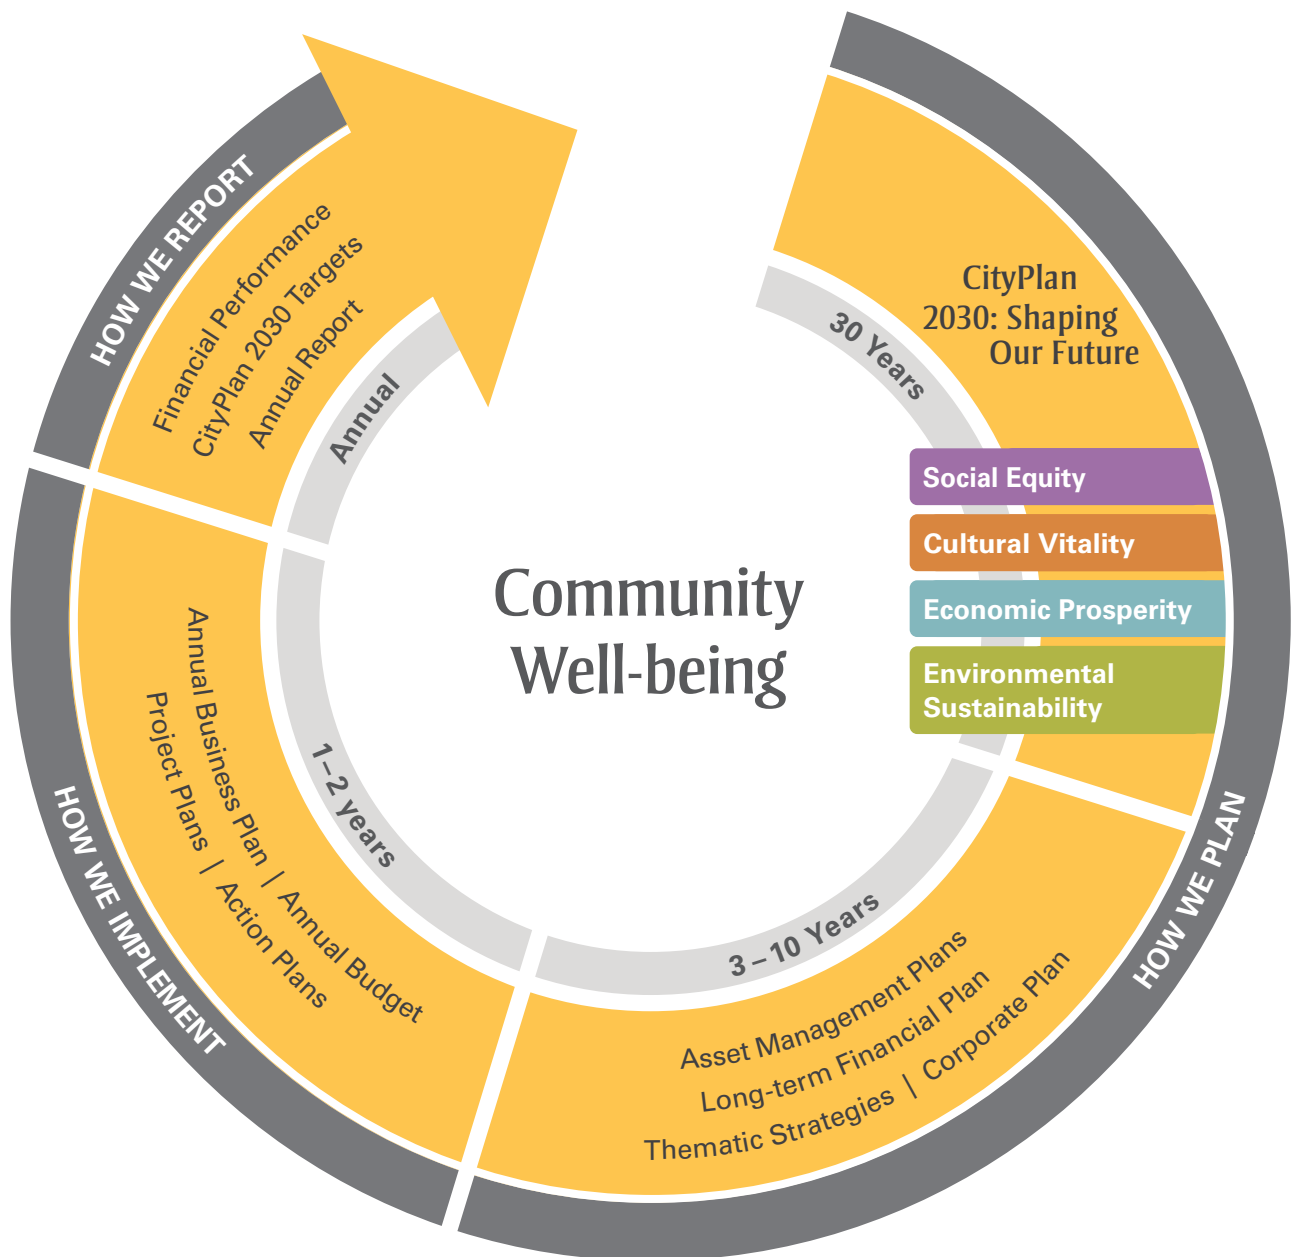 Community
Well-being
CityPlan
2030: Shaping
Our Future
30 Years
Social Equity
Cultural Vitality
Economic Prosperity
Environmental
Sustainability
HOW WE PLAN
3–10 Years
Asset Management Plans
Long-term Financial Plan
Thematic Strategies | Corporate Plan
HOW WE IMPLEMENT
1–2 years
Annual Business Plan | Annual Budget
Project Plans | Action Plans
HOW WE REPORT
Annual
Financial Performance
CityPlan 2030 Targets
Annual Report